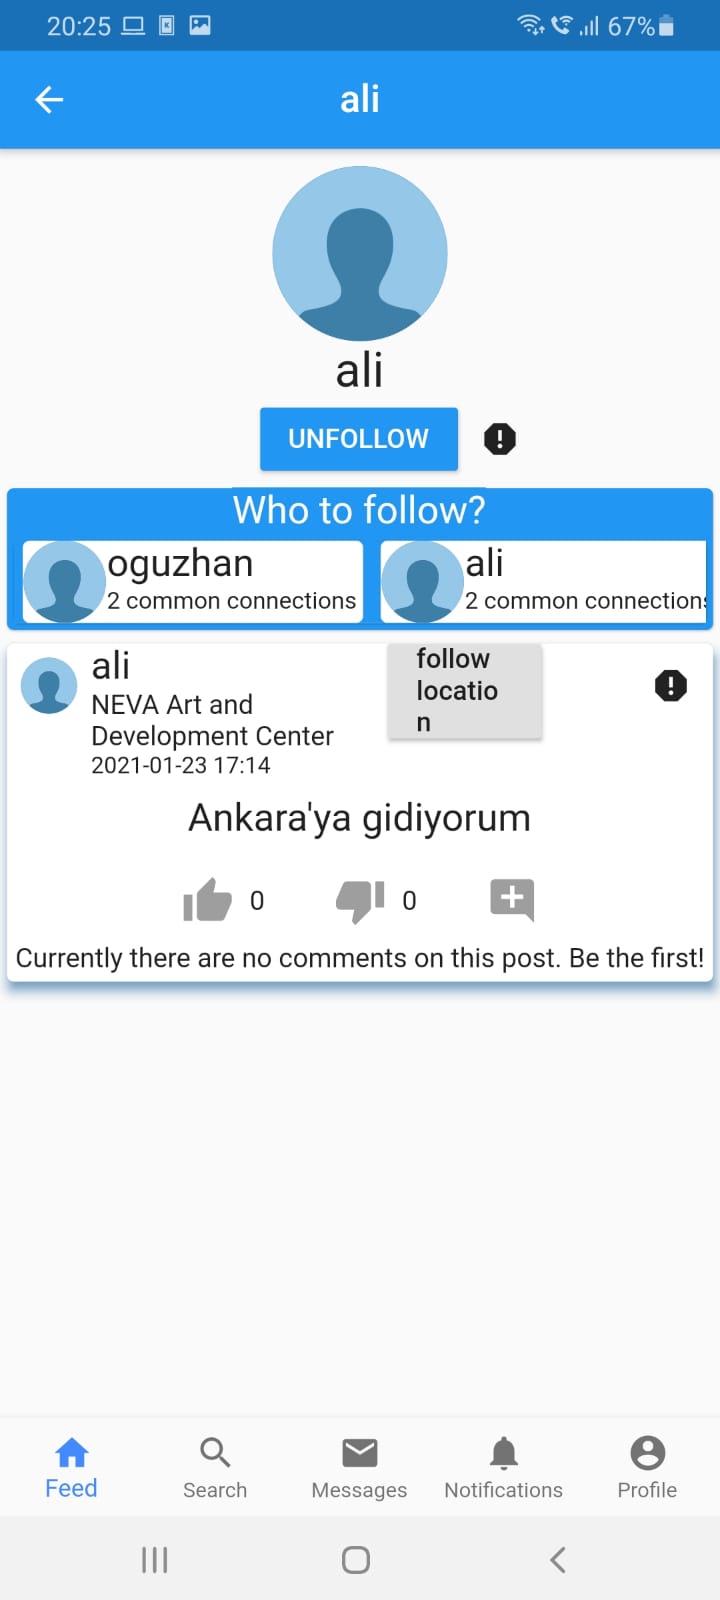 20:25
67%
ali
ali
UNFOLLOW
Who to follow?
oguzhan
2 common connections
ali
2 common connections
ali
NEVA Art and
Development Center
2021-01-23 17:14
follow
locatio
n
Ankara'ya gidiyorum
0
0
Currently there are no comments on this post. Be the first!
Feed
Search
Messages
Notifications
Profile